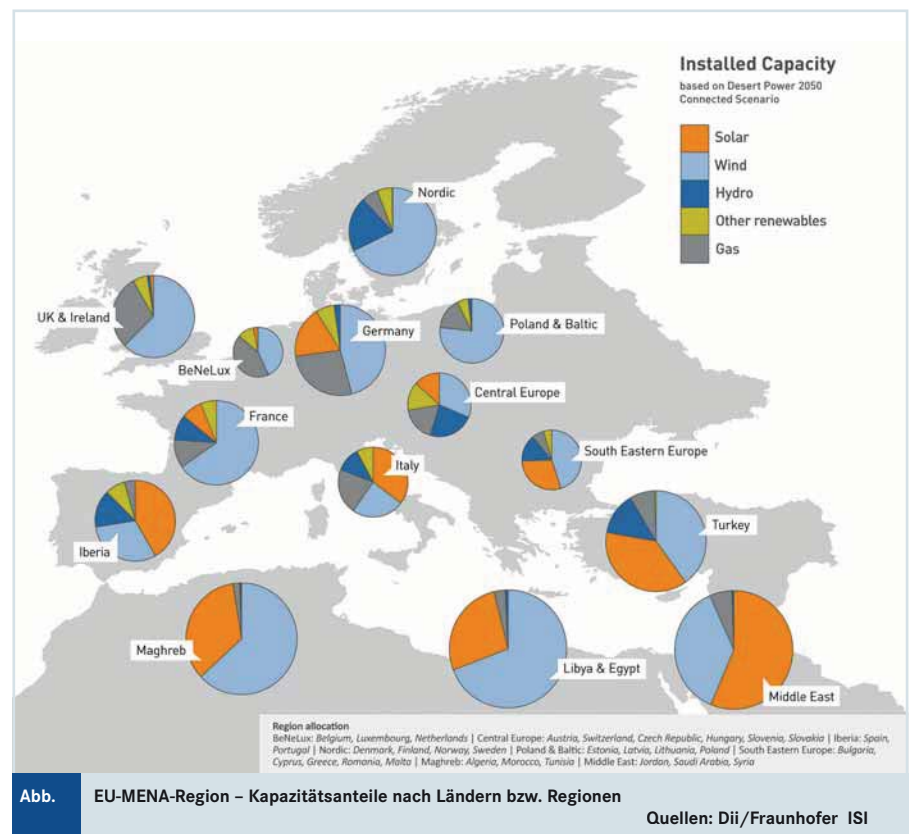 Installed Capacity
based on Desert Power 2050
Connected Scenario
Solar
Wind
Hydro
Other renewables
Gas
Nordic
UK & Ireland
BeNeLux
Germany
Poland & Baltic
Central Europe
France
Italy
South Eastern Europe
Iberia
Turkey
Maghreb
Libya & Egypt
Middle East
Region allocation
BeNeLux: Belgium, Luxembourg, Netherlands | Central Europe: Austria, Switzerland, Czech Republic, Hungary, Slovenia, Slovakia | Iberia: Spain,
Portugal | Nordic: Denmark, Finland, Norway, Sweden | Poland & Baltic: Estonia, Latvia, Lithuania, Poland | South Eastern Europe: Bulgaria,
Cyprus, Greece, Romania, Malta | Maghreb: Algeria, Morocco, Tunisia | Middle East: Jordan, Saudi Arabia, Syria
Abb. EU-MENA-Region – Kapazitätsanteile nach Ländern bzw. Regionen
Quellen: Dii/Fraunhofer ISI